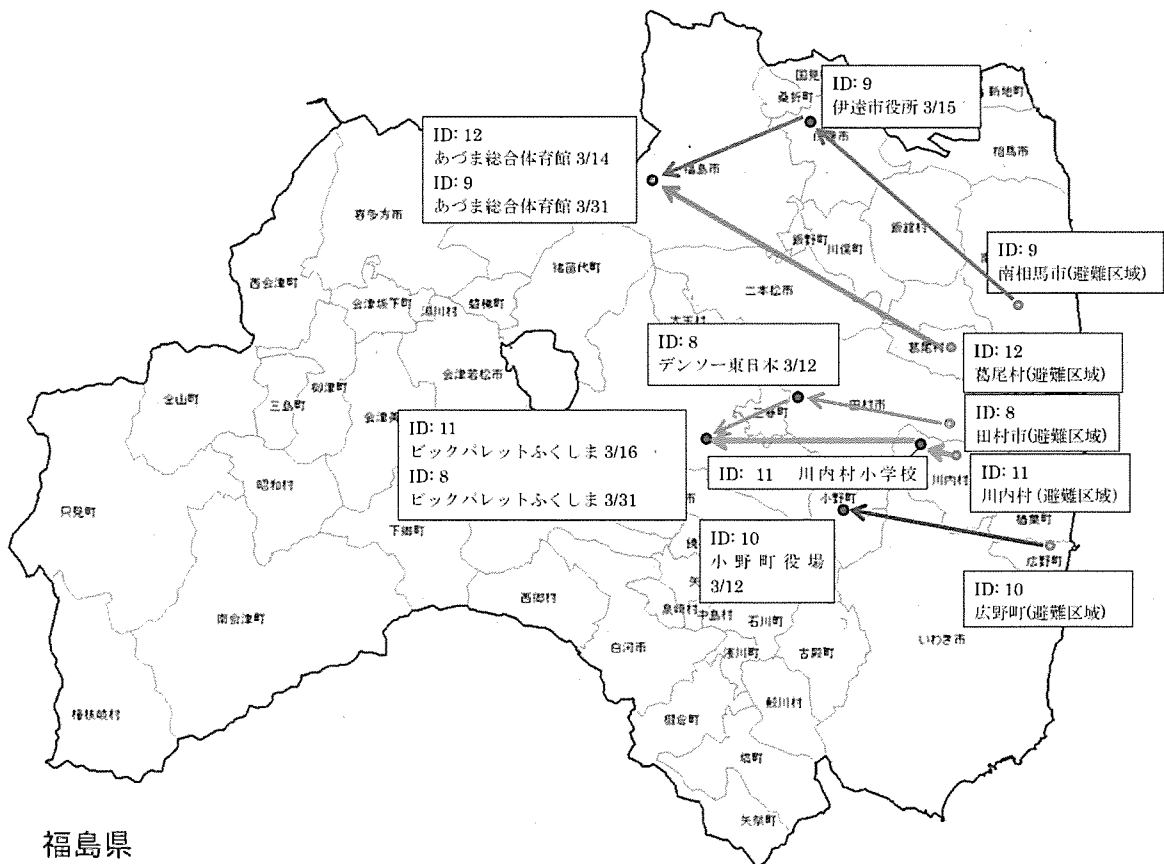 国見
桑折町
ID: 9
伊達市役所 3/15
新地町
相馬市
ID: 12
あづま総合体育館 3/14
ID: 9
あづま総合体育館 3/31
福島市
喜多方市
飯野町
川俣町
飯舘村
ID: 9
南相馬市(避難区域)
猪苗代町
西会津町
会津坂下町
湯川村
磐梯町
二本松市
大玉村
葛尾村
ID: 12
葛尾村(避難区域)
ID: 8
デンソー東日本 3/12
会津若松市
金山町
三島町
柳津町
会津美
田村市
ID: 8
田村市(避難区域)
ID: 11
ビックパレットふくしま 3/16
ID: 8
ビックパレットふくしま 3/31
ID: 11 川内村小学校
川内村
ID: 11
川内村(避難区域)
昭和村
只見町
下郷町
市
小野町
楢葉町
広野町
ID: 10
小野町役場
3/12
ID: 10
広野町(避難区域)
西郷村
泉崎村
中島村
石川町
南会津町
白河市
浅川町
古殿町
いわき市
檜枝岐村
棚倉町
鮫川村
塙町
矢祭町
福島県